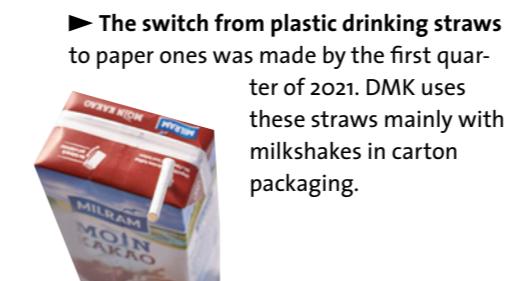 ► The switch from plastic drinking straws
to paper ones was made by the first quar-
ter of 2021. DMK uses
these straws mainly with
milkshakes in carton
packaging.
MOIN KAKAO
MILRAM
MILRAM
MOIN
KAKAO